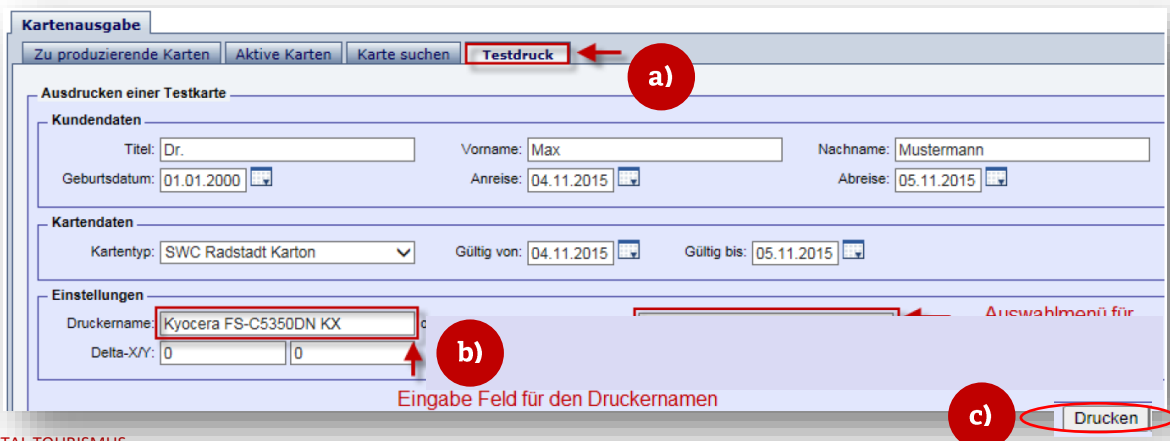 Kartenausgabe
Zu produzierende Karten Aktive Karten Karte suchen Testdruck
a)
Ausdrucken einer Testkarte
Kundendaten
Titel: Dr. Vorname: Max Nachname: Mustermann
Geburtsdatum: 01.01.2000 Anreise: 04.11.2015 Abreise: 05.11.2015
Kartendaten
Kartentyp: SWC Radstadt Karton Gültig von: 04.11.2015 Gültig bis: 05.11.2015
Einstellungen
Druckername: Kyocera FS-C5350DN KX
Auswahlmenü für
Delta-X/Y: 0 0
b)
Eingabe Feld für den Druckernamen
c) Drucken